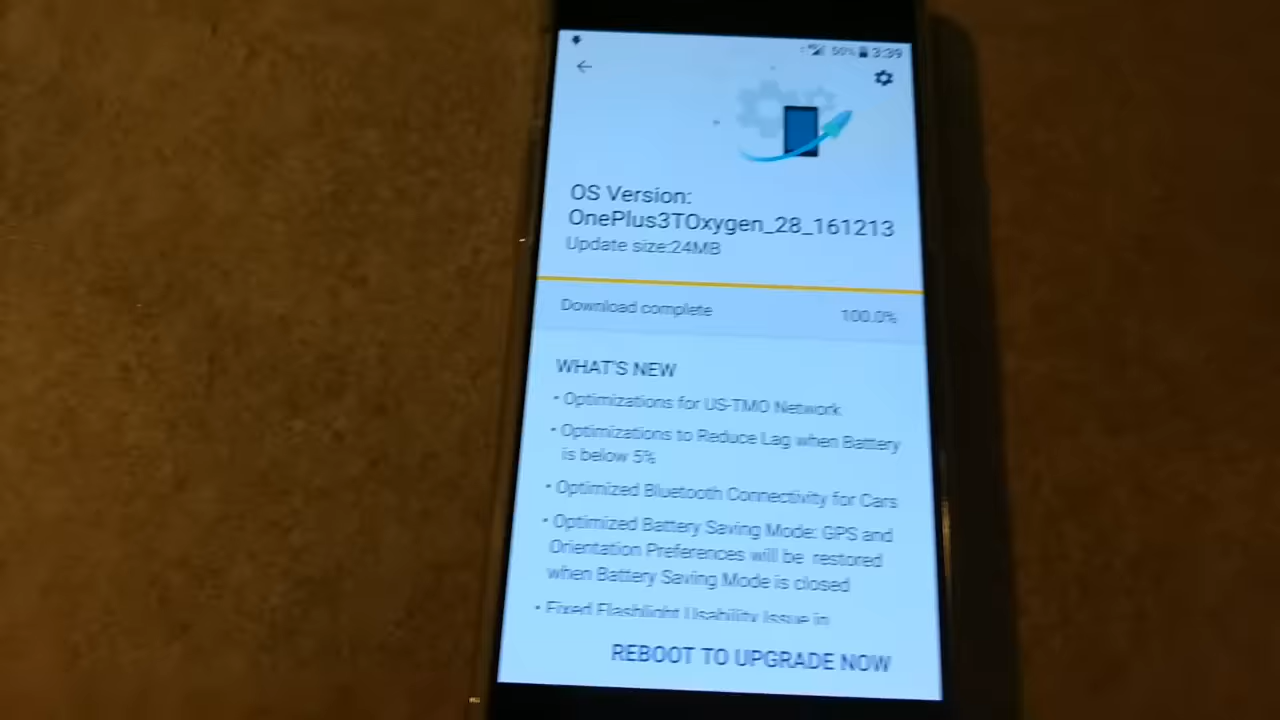 50% 3:39
OS Version:
OnePlus3TOxygen_28_161213
Update size:24MB
Download complete 100.0%
WHAT'S NEW
• Optimizations for US-TMO Network
• Optimizations to Reduce Lag when Battery
is below 5%
• Optimized Bluetooth Connectivity for Cars
• Optimized Battery Saving Mode: GPS and
Orientation Preferences will be restored
when Battery Saving Mode is closed
• Fixed Flashlight Usability Issue in
REBOOT TO UPGRADE NOW